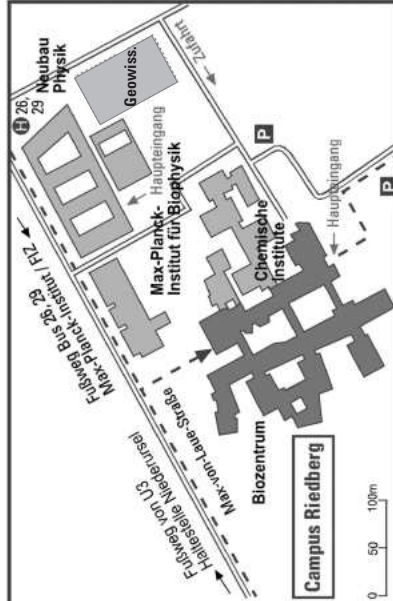 Fußweg von U3
Haltestelle Niederursel
Fußweg Bus 26, 29
Max-Planck-Institut / FIZ
Max-von-Laue-Straße
H 26,
29
Neubau
Physik
Geowiss.
Haupteingang
Max-Planck-
Institut für Biophysik
Zufahrt
P
Chemische
Institute
Biozentrum
Haupteingang
P
Campus Riedberg
0 50 100m